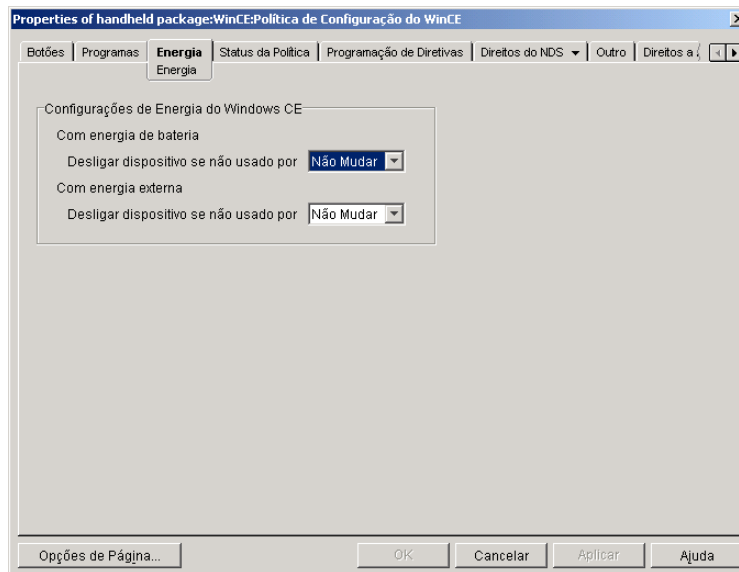 Properties of handheld package:WinCE:Política de Configuração do WinCE
Botões Programas Energia Status da Política Programação de Diretivas Direitos do NDS Outro Direitos a
Energia
Configurações de Energia do Windows CE
Com energia de bateria
Desligar dispositivo se não usado por Não Mudar
Com energia externa
Desligar dispositivo se não usado por Não Mudar
Opções de Página... OK Cancelar Aplicar Ajuda